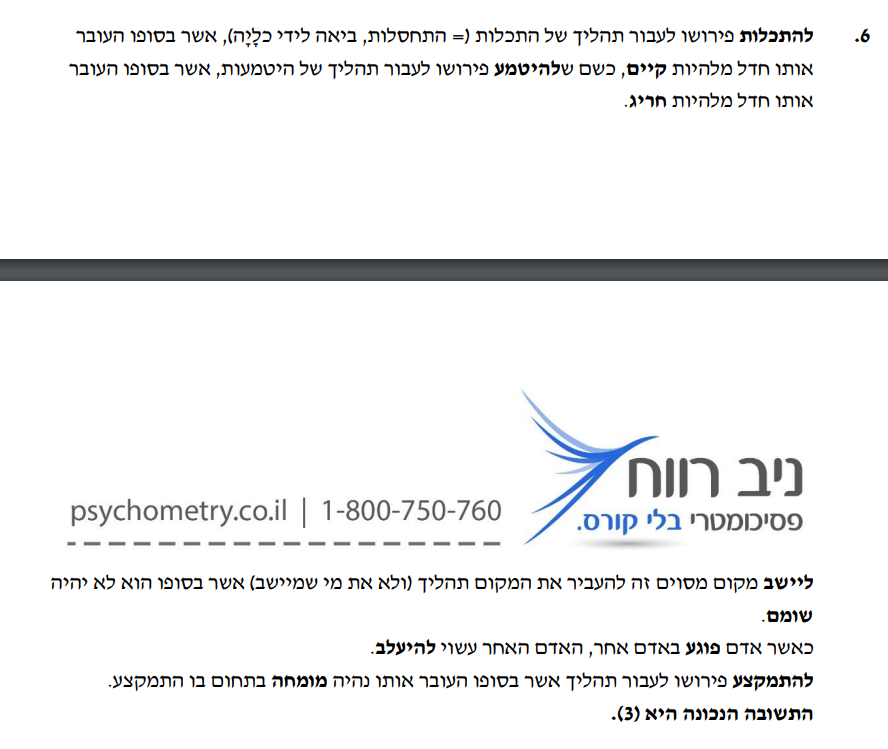 6. להתכלות פירושו לעבור תהליך של התכלות (= התחסלות, ביאה לידי כלָיָה), אשר בסופו העובר
אותו חדל מלהיות קיים, כשם שלהיטמע פירושו לעבור תהליך של היטמעות, אשר בסופו העובר
אותו חדל מלהיות חריג.
ניב רווח
פסיכומטרי בלי קורס.
psychometry.co.il | 1-800-750-760
ליישב מקום מסוים זה להעביר את המקום תהליך (ולא את מי שמיישב) אשר בסופו הוא לא יהיה
שומם.
כאשר אדם פוגע באדם אחר, האדם האחר עשוי להיעלב.
להתמקצע פירושו לעבור תהליך אשר בסופו העובר אותו נהיה מומחה בתחום בו התמקצע.
התשובה הנכונה היא (3).